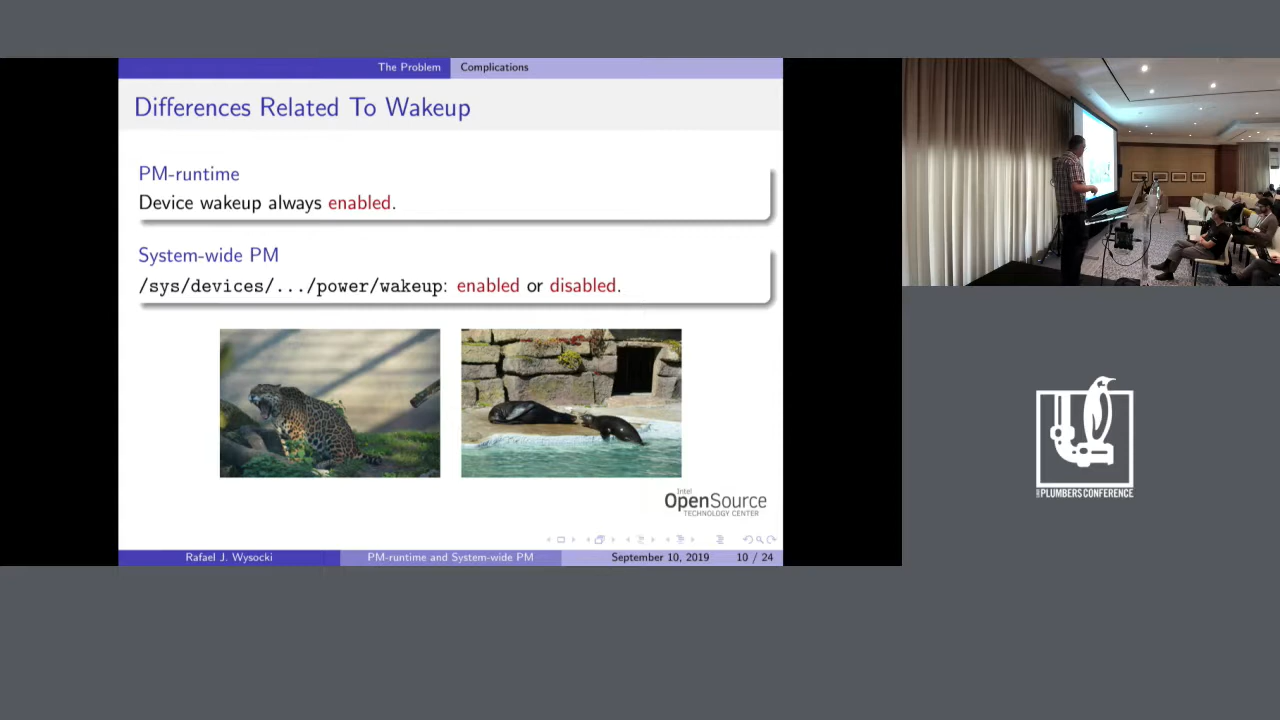 The Problem
Complications
Differences Related To Wakeup
PM-runtime
Device wakeup always enabled.
System-wide PM
/sys/devices/.../power/wakeup: enabled or disabled.
Intel
OpenSource
TECHNOLOGY CENTER
Rafael J. Wysocki
PM-runtime and System-wide PM
September 10, 2019
10 / 24
PLUMBERS CONFERENCE